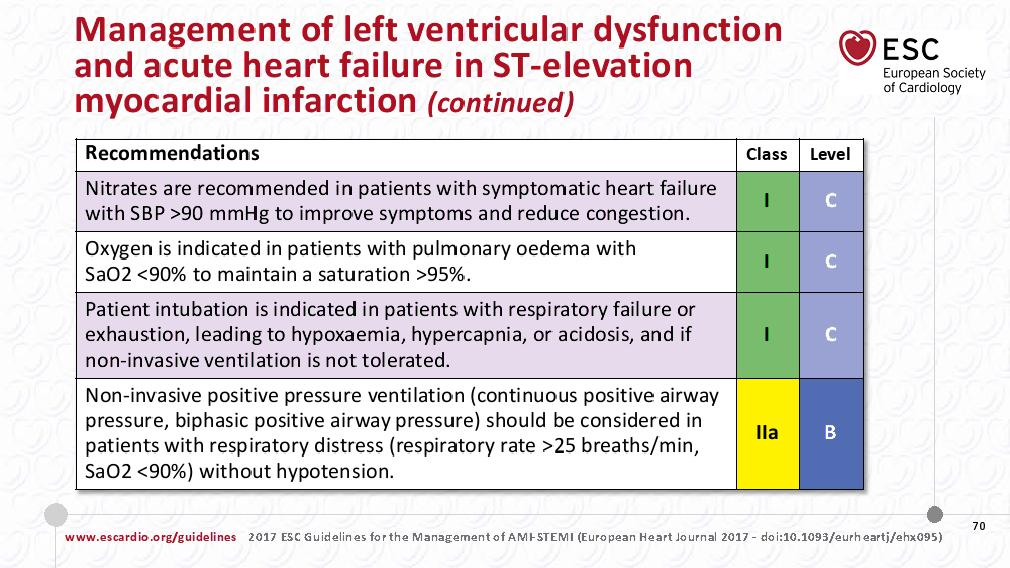 Management of left ventricular dysfunction
and acute heart failure in ST-elevation
myocardial infarction (continued)
ESC
European Society
of Cardiology
Recommendations Class Level
Nitrates are recommended in patients with symptomatic heart failure
with SBP >90 mmHg to improve symptoms and reduce congestion.
I C
Oxygen is indicated in patients with pulmonary oedema with
SaO2 <90% to maintain a saturation >95%.
I C
Patient intubation is indicated in patients with respiratory failure or
exhaustion, leading to hypoxaemia, hypercapnia, or acidosis, and if
non-invasive ventilation is not tolerated.
I C
Non-invasive positive pressure ventilation (continuous positive airway
pressure, biphasic positive airway pressure) should be considered in
patients with respiratory distress (respiratory rate >25 breaths/min,
SaO2 <90%) without hypotension.
IIa B
70
www.escardio.org/guidelines 2017 ESC Guidelines for the Management of AMI-STEMI (European Heart Journal 2017 - doi:10.1093/eurheartj/ehx095)